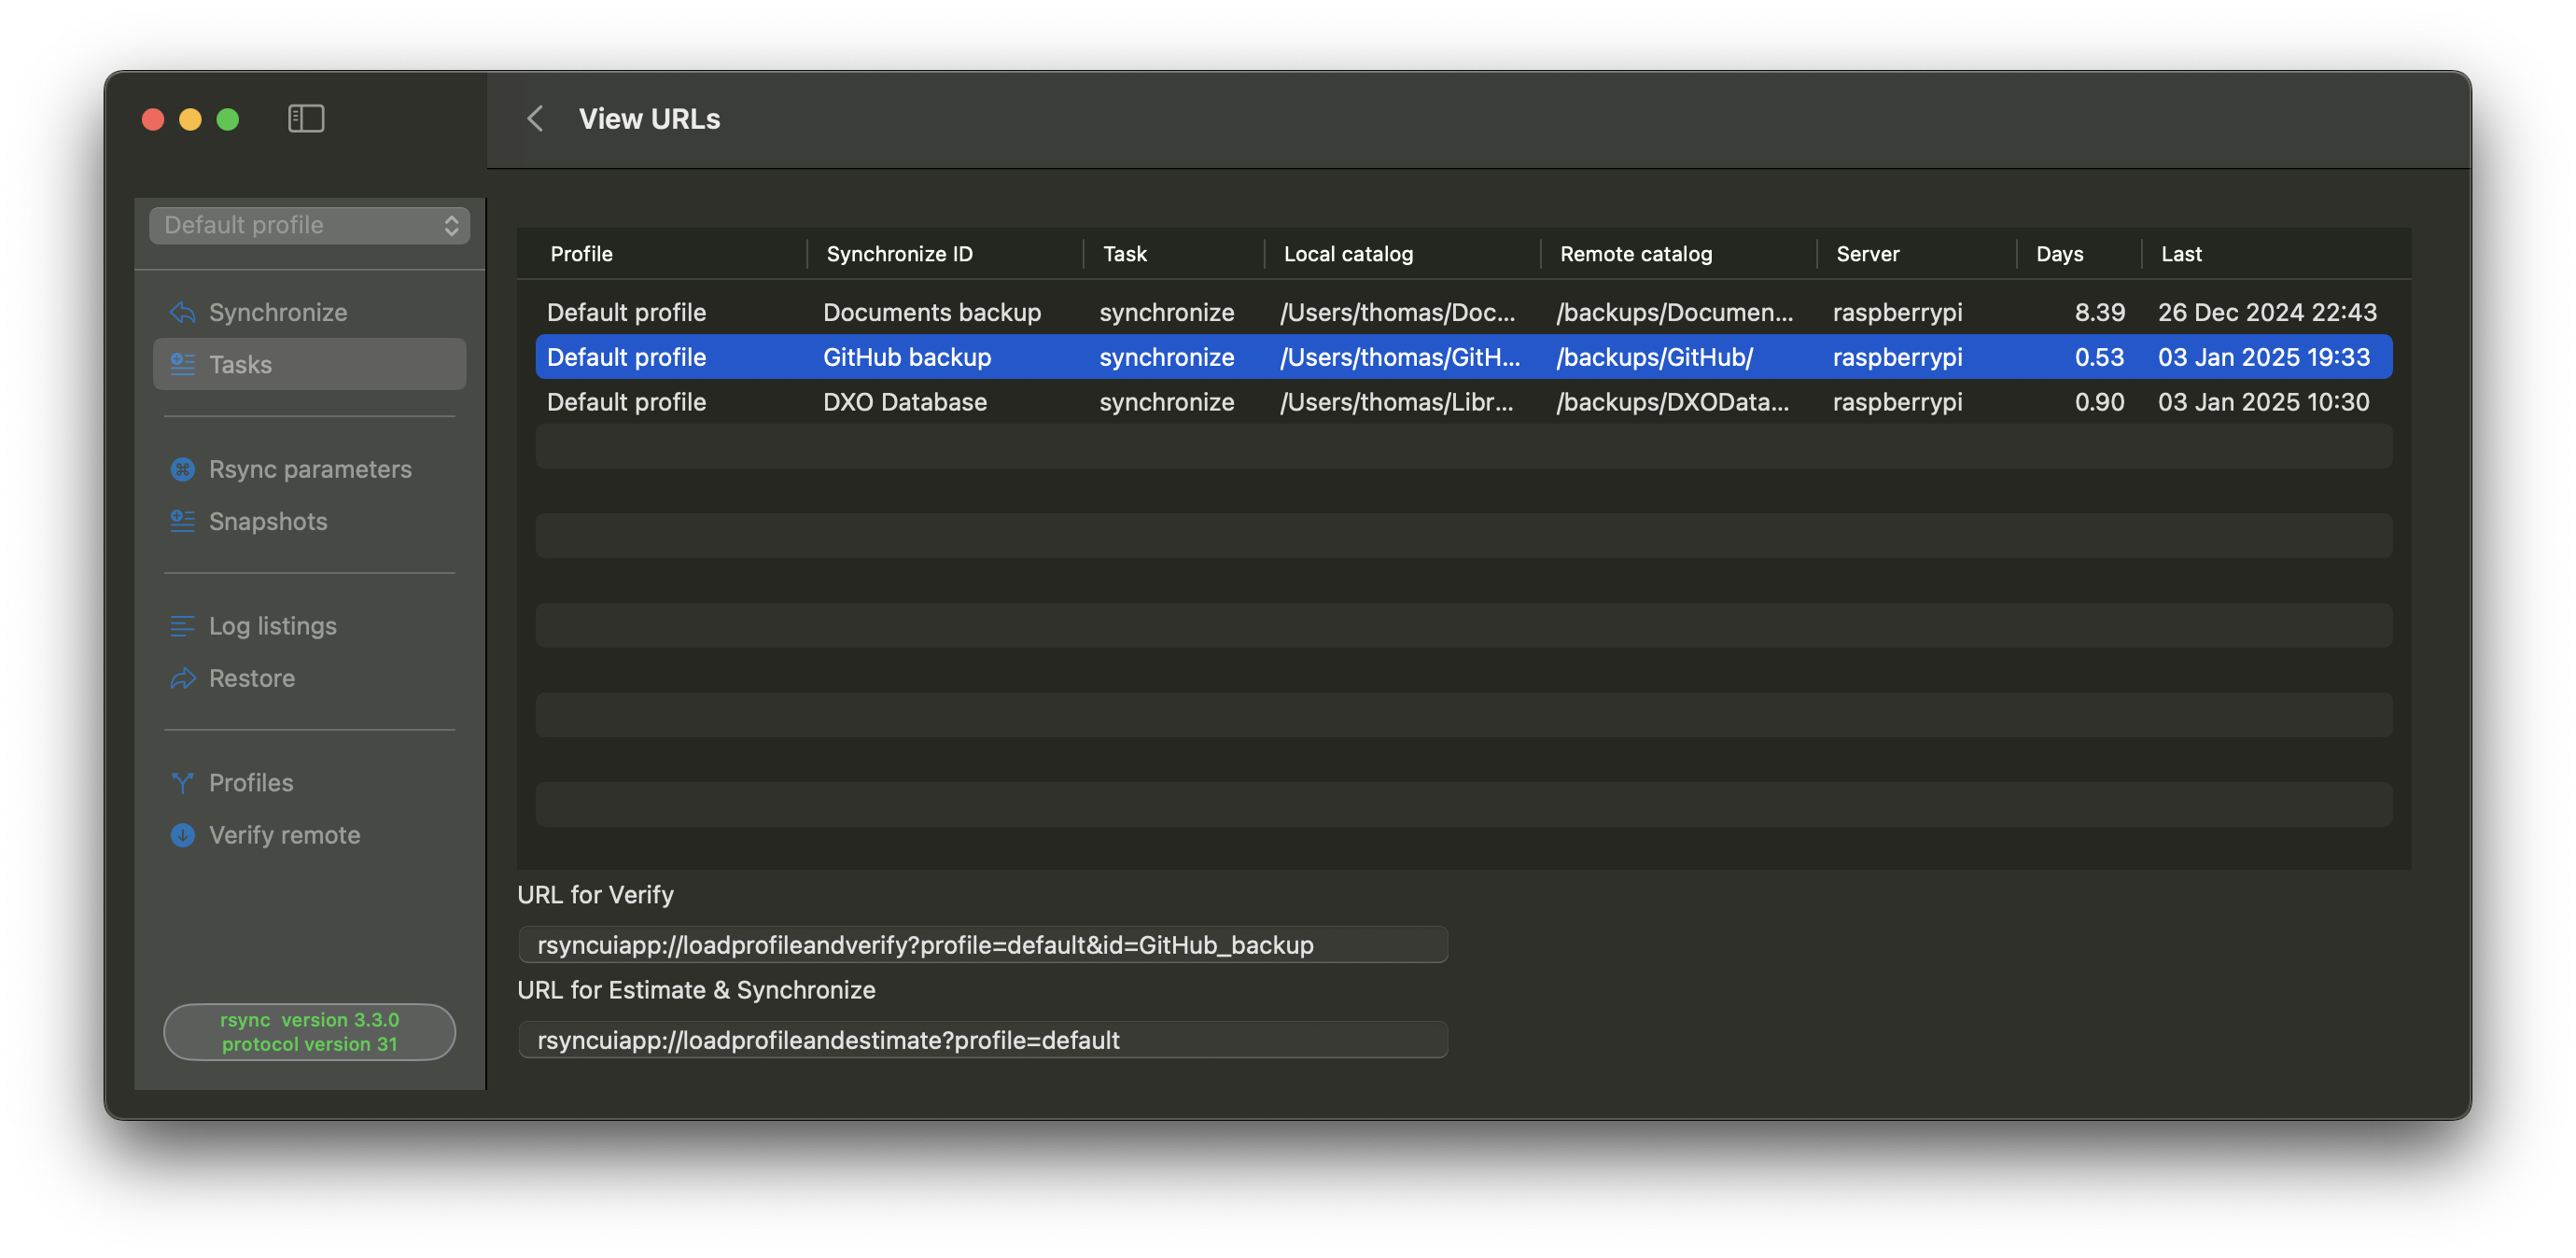 View URLs
Default profile
Synchronize
Tasks
Rsync parameters
Snapshots
Log listings
Restore
Profiles
Verify remote
rsync  version 3.3.0
protocol version 31
Profile Synchronize ID Task Local catalog Remote catalog Server Days Last
Default profile Documents backup synchronize /Users/thomas/Doc... /backups/Documen... raspberrypi 8.39 26 Dec 2024 22:43
Default profile GitHub backup synchronize /Users/thomas/GitH... /backups/GitHub/ raspberrypi 0.53 03 Jan 2025 19:33
Default profile DXO Database synchronize /Users/thomas/Libr... /backups/DXOData... raspberrypi 0.90 03 Jan 2025 10:30
URL for Verify
rsyncuiapp://loadprofileandverify?profile=default&id=GitHub_backup
URL for Estimate & Synchronize
rsyncuiapp://loadprofileandestimate?profile=default